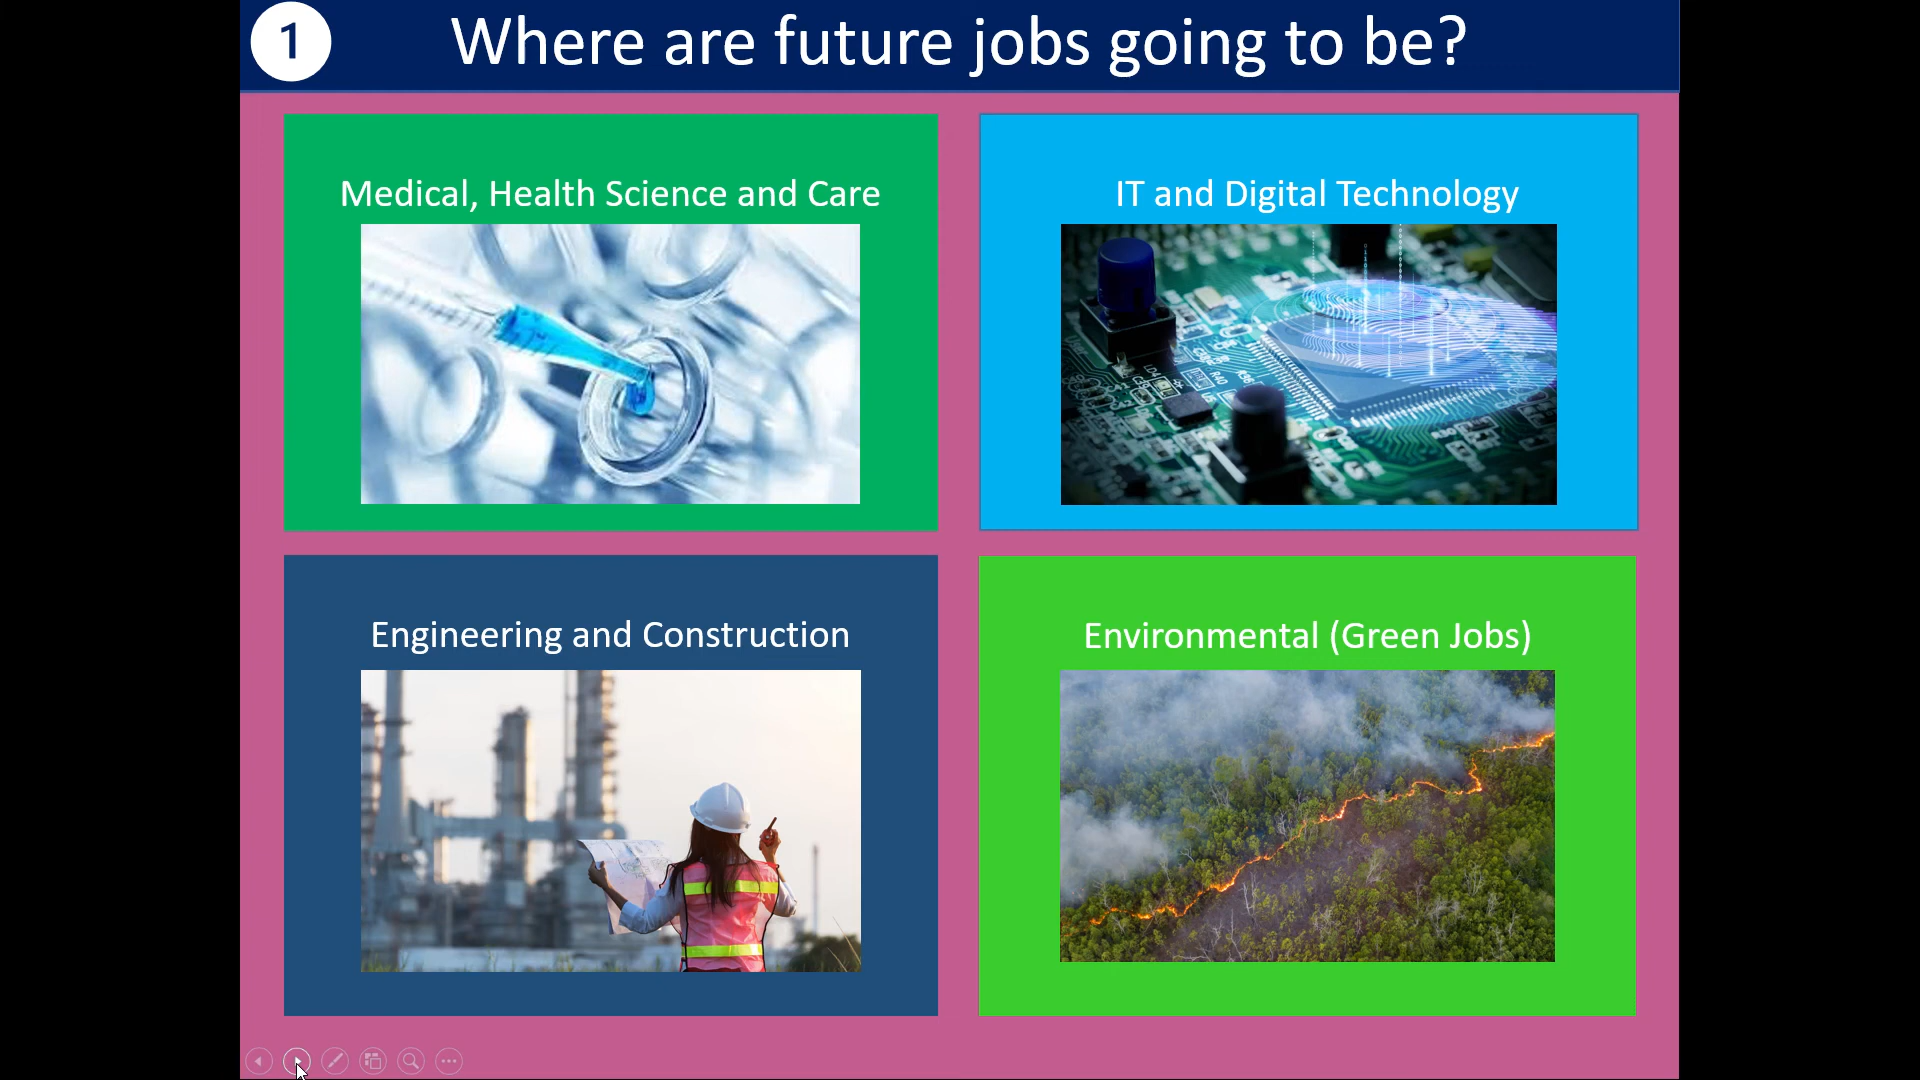 1
Where are future jobs going to be?
Medical, Health Science and Care
IT and Digital Technology
Engineering and Construction
Environmental (Green Jobs)